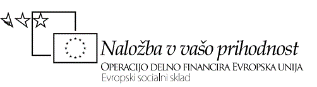 Naložba v vašo prihodnost
OPERACIJO DELNO FINANCIRA EVROPSKA UNIJA
Evropski socialni sklad